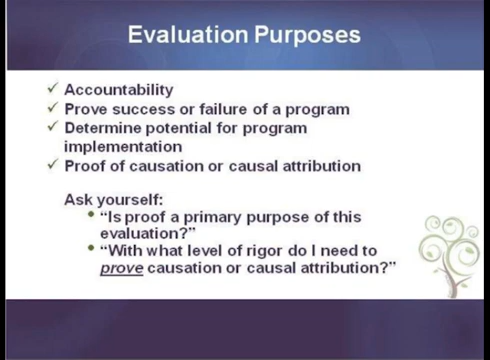 Evaluation Purposes
✓ Accountability
✓ Prove success or failure of a program
✓ Determine potential for program
implementation
✓ Proof of causation or causal attribution
Ask yourself:
• “Is proof a primary purpose of this
evaluation?”
• “With what level of rigor do I need to
prove causation or causal attribution?”